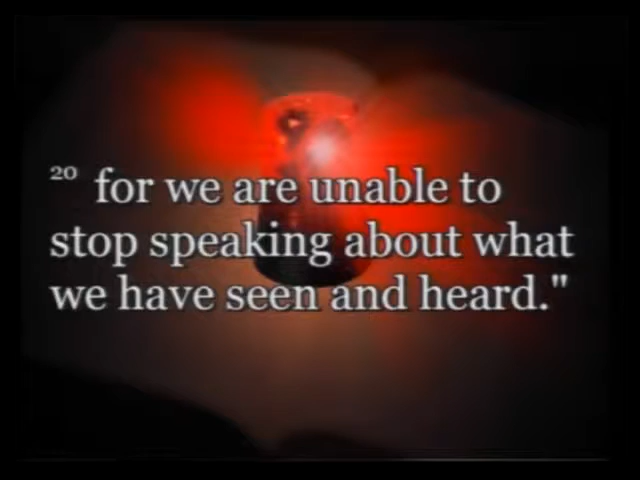 20 for we are unable to
stop speaking about what
we have seen and heard."